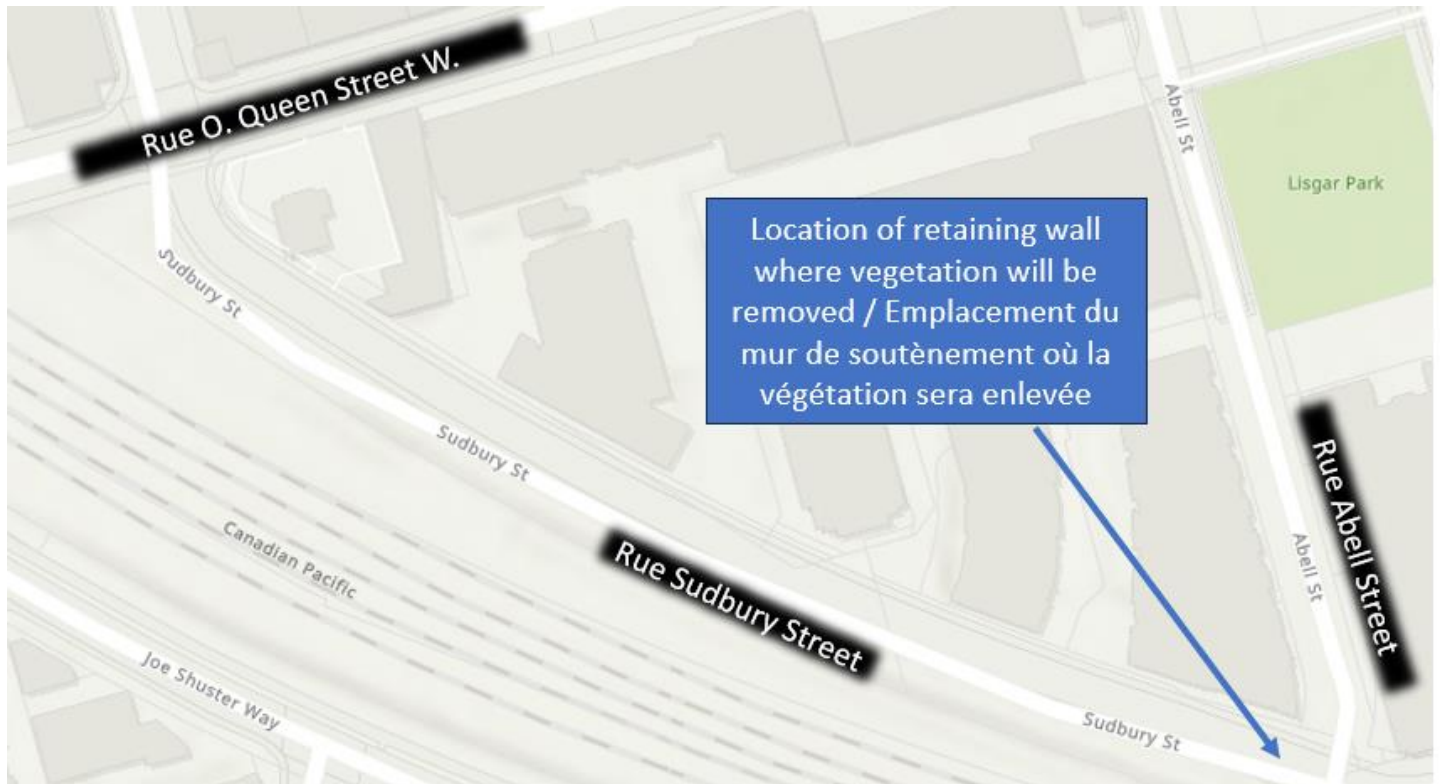 Rue O. Queen Street W.
Abell St
Lisgar Park
Location of retaining wall
where vegetation will be
removed / Emplacement du
mur de soutènement où la
végétation sera enlevée
Sudbury St
Sudbury St
Rue Abell Street
Canadian Pacific
Rue Sudbury Street
Abell St
Joe Shuster Way
Sudbury St